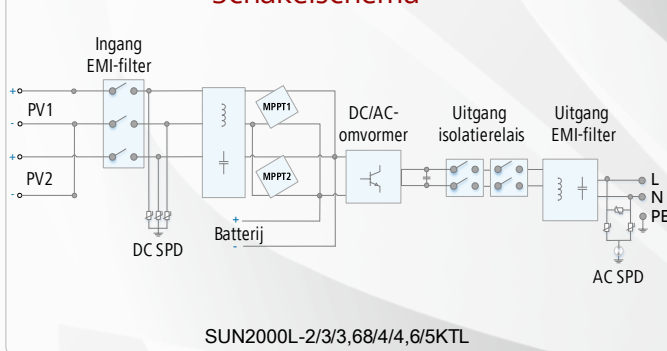 Schakelschema
Ingang
EMI-filter
+
PV1
-
+
PV2
-
MPPT1
MPPT2
DC/AC-
omvormer
Uitgang
isolatierelais
Uitgang
EMI-filter
L
N
PE
+
Batterij
-
DC SPD
AC SPD
SUN2000L-2/3/3,68/4/4,6/5KTL